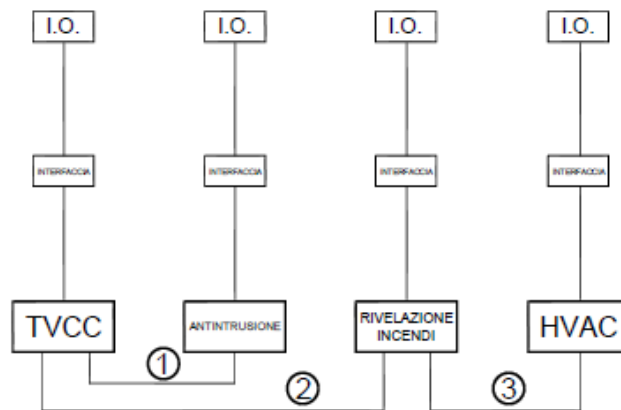 I.O. I.O. I.O. I.O.
INTERFACCIA INTERFACCIA INTERFACCIA INTERFACCIA
TVCC ANTINTRUSIONE RIVELAZIONE INCENDI HVAC
1 2 3